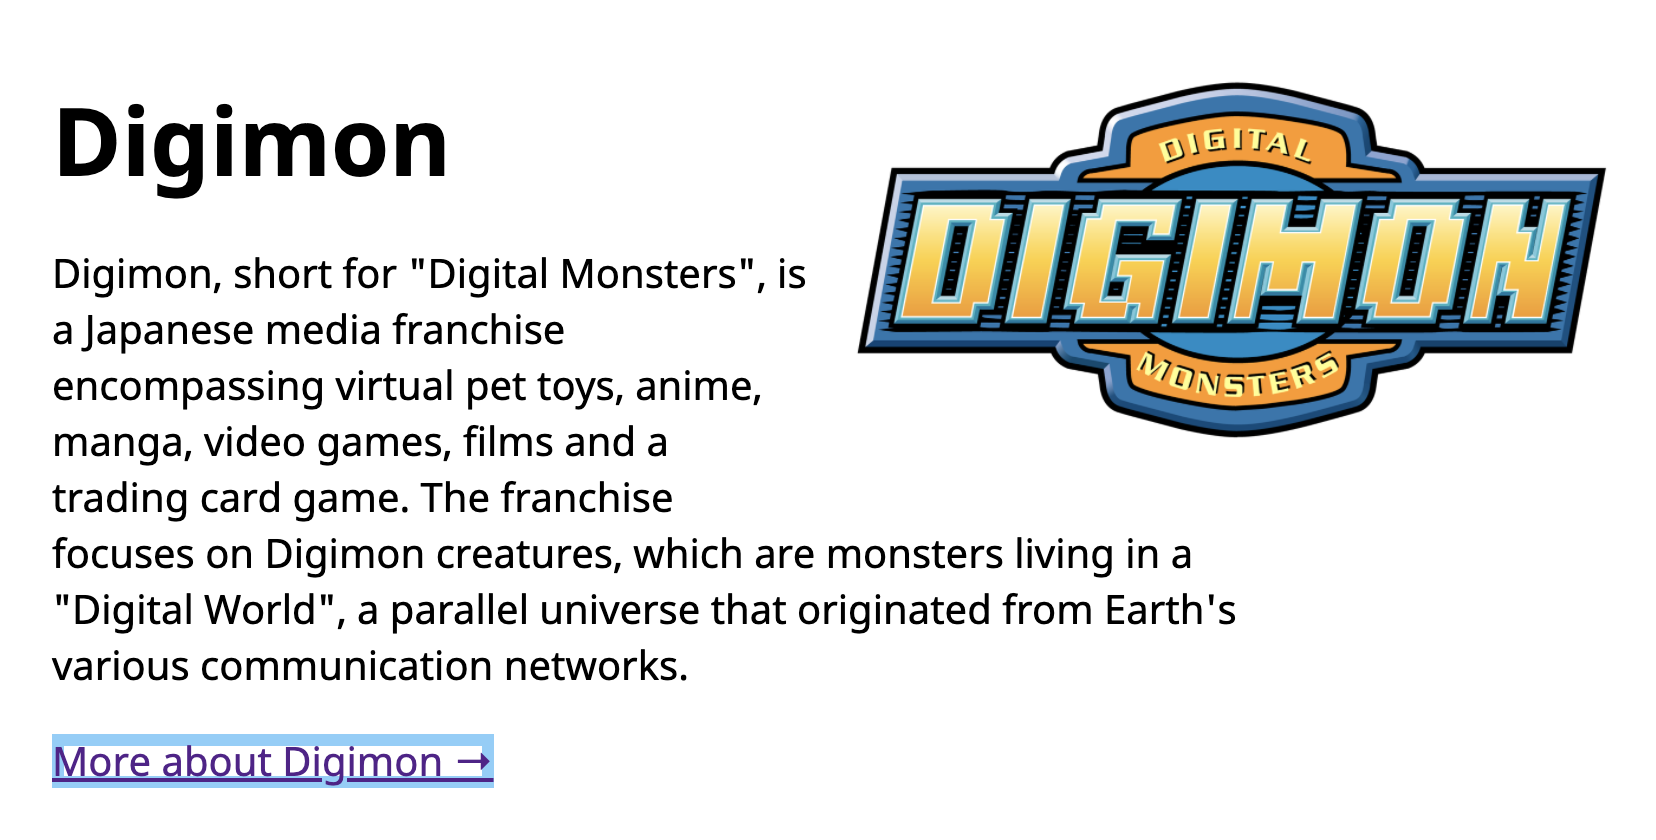 Digimon
DIGITAL
DIGIMON
MONSTERS
Digimon, short for "Digital Monsters", is
a Japanese media franchise
encompassing virtual pet toys, anime,
manga, video games, films and a
trading card game. The franchise
focuses on Digimon creatures, which are monsters living in a
"Digital World", a parallel universe that originated from Earth's
various communication networks.
More about Digimon →